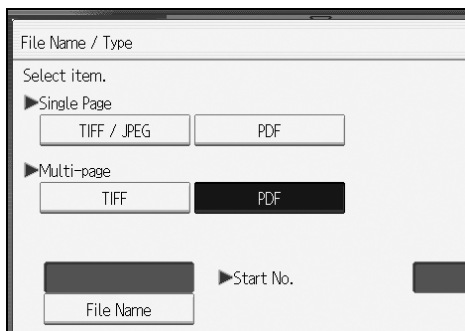 File Name / Type
Select item.
▶Single Page
TIFF / JPEG PDF
▶Multi-page
TIFF PDF
▶Start No.
File Name